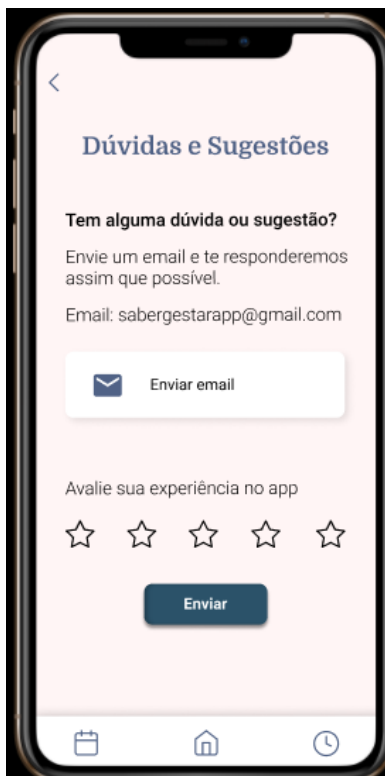 Dúvidas e Sugestões
Tem alguma dúvida ou sugestão?
Envie um email e te responderemos
assim que possível.
Email: sabergestarapp@gmail.com
Enviar email
Avalie sua experiência no app
Enviar